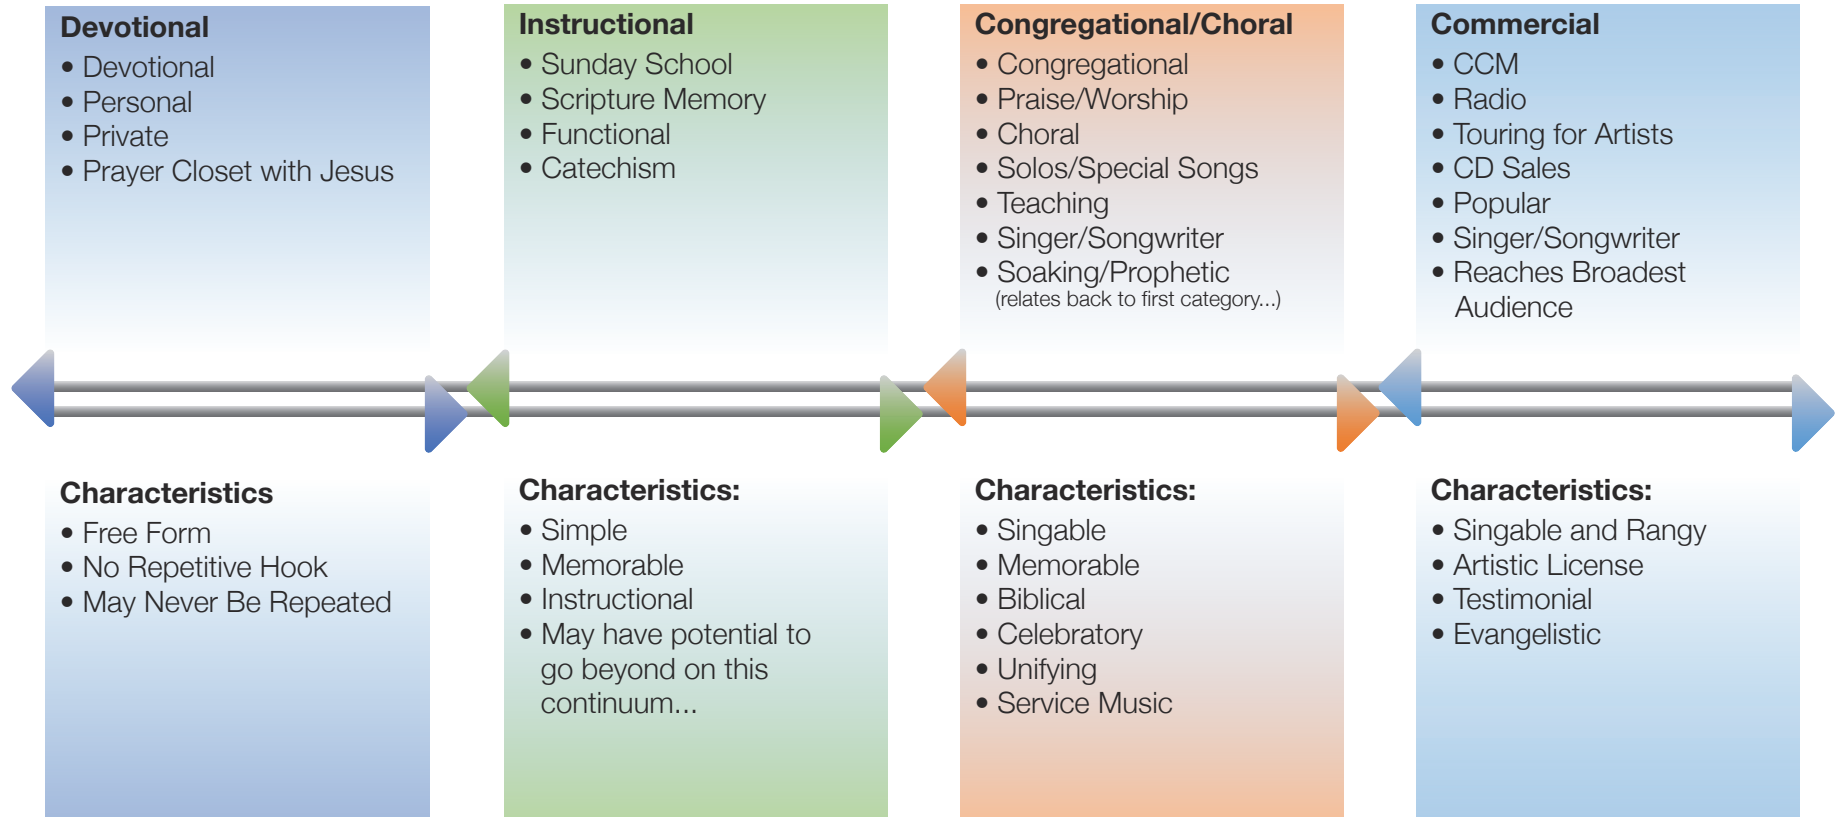 Devotional
• Devotional
• Personal
• Private
• Prayer Closet with Jesus
Instructional
• Sunday School
• Scripture Memory
• Functional
• Catechism
Congregational/Choral
• Congregational
• Praise/Worship
• Choral
• Solos/Special Songs
• Teaching
• Singer/Songwriter
• Soaking/Prophetic
(relates back to first category...)
Commercial
• CCM
• Radio
• Touring for Artists
• CD Sales
• Popular
• Singer/Songwriter
• Reaches Broadest
Audience
Characteristics
• Free Form
• No Repetitive Hook
• May Never Be Repeated
Characteristics:
• Simple
• Memorable
• Instructional
• May have potential to
go beyond on this
continuum...
Characteristics:
• Singable
• Memorable
• Biblical
• Celebratory
• Unifying
• Service Music
Characteristics:
• Singable and Rangy
• Artistic License
• Testimonial
• Evangelistic